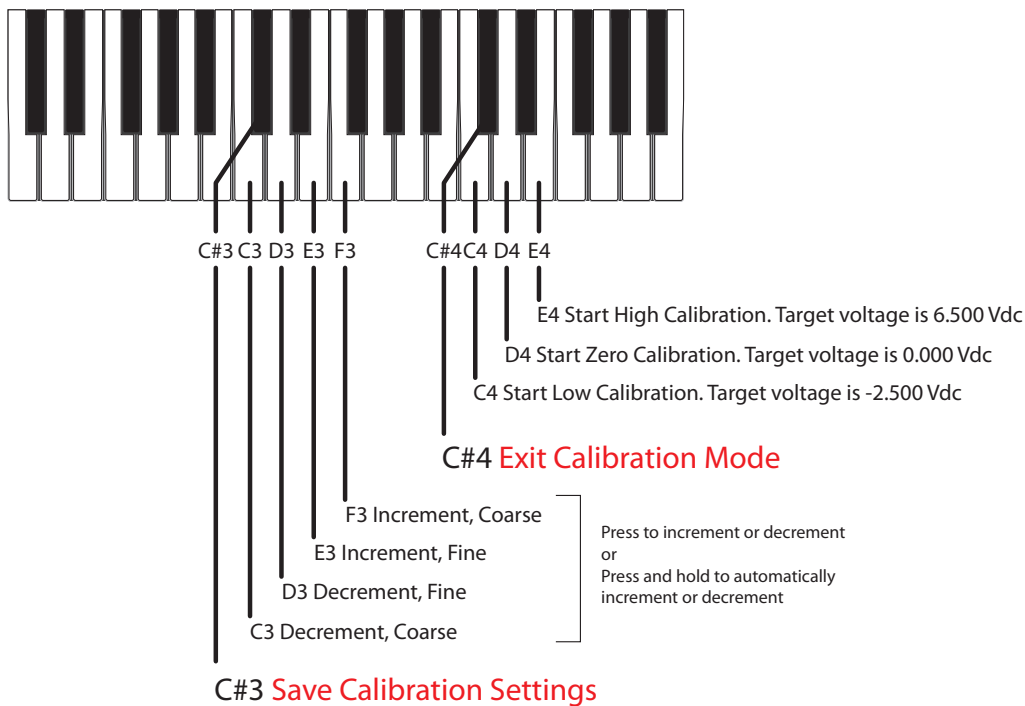 C#3 C3 D3 E3 F3 C#4 C4 D4 E4
E4 Start High Calibration. Target voltage is 6.500 Vdc
D4 Start Zero Calibration. Target voltage is 0.000 Vdc
C4 Start Low Calibration. Target voltage is -2.500 Vdc
C#4 Exit Calibration Mode
F3 Increment, Coarse
E3 Increment, Fine
D3 Decrement, Fine
C3 Decrement, Coarse
Press to increment or decrement
or
Press and hold to automatically
increment or decrement
C#3 Save Calibration Settings